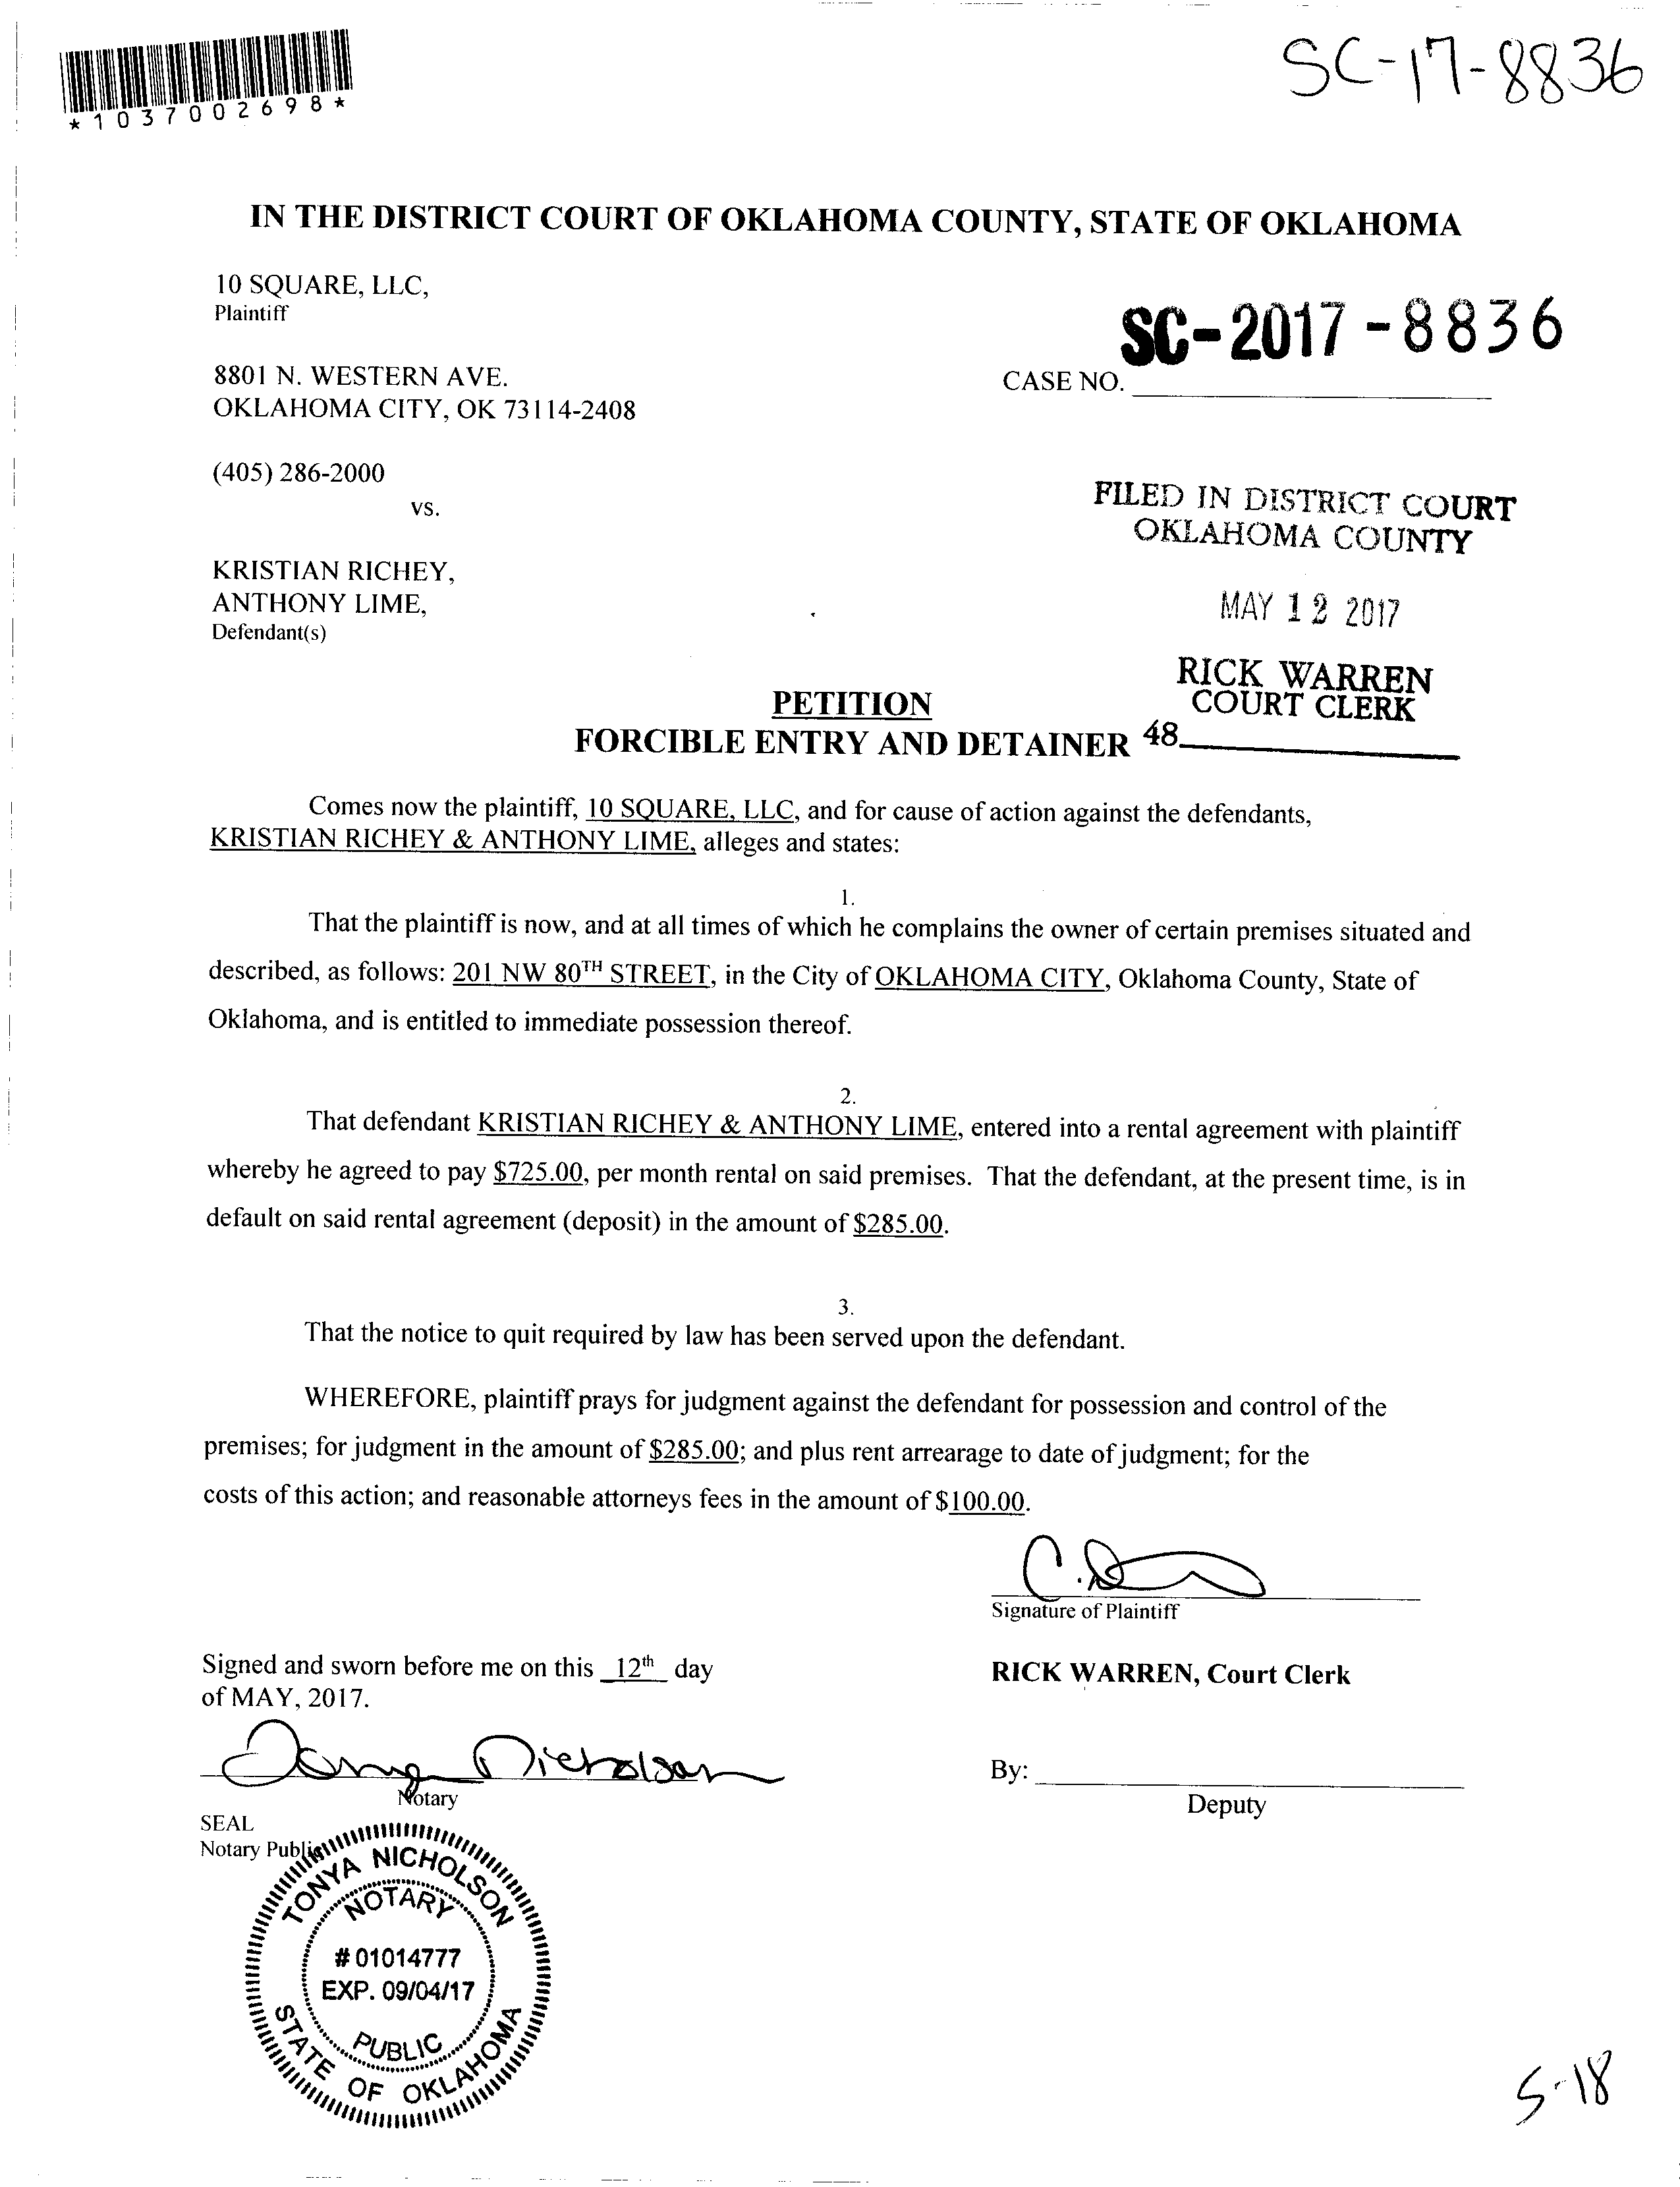 *1037002698*
SC-17-8836
IN THE DISTRICT COURT OF OKLAHOMA COUNTY, STATE OF OKLAHOMA
10 SQUARE, LLC,
Plaintiff
SC-2017-8836
8801 N. WESTERN AVE.
CASE NO.
OKLAHOMA CITY, OK 73114-2408
(405) 286-2000
vs.
FILED IN DISTRICT COURT
OKLAHOMA COUNTY
KRISTIAN RICHEY,
ANTHONY LIME,
Defendant(s)
MAY 12 2017
RICK WARREN
COURT CLERK
PETITION
FORCIBLE ENTRY AND DETAINER
48
Comes now the plaintiff, 10 SQUARE, LLC, and for cause of action against the defendants,
KRISTIAN RICHEY & ANTHONY LIME, alleges and states:
1.
That the plaintiff is now, and at all times of which he complains the owner of certain premises situated and
described, as follows: 201 NW 80TH STREET, in the City of OKLAHOMA CITY, Oklahoma County, State of
Oklahoma, and is entitled to immediate possession thereof.
2.
That defendant KRISTIAN RICHEY & ANTHONY LIME, entered into a rental agreement with plaintiff
whereby he agreed to pay $725.00, per month rental on said premises. That the defendant, at the present time, is in
default on said rental agreement (deposit) in the amount of $285.00.
3.
That the notice to quit required by law has been served upon the defendant.
WHEREFORE, plaintiff prays for judgment against the defendant for possession and control of the
premises; for judgment in the amount of $285.00; and plus rent arrearage to date of judgment; for the
costs of this action; and reasonable attorneys fees in the amount of $100.00.
Signature of Plaintiff
Signed and sworn before me on this 12th day
of MAY, 2017.
RICK WARREN, Court Clerk
Tonya Nicholson
Notary
By:
Deputy
SEAL
Notary Public
TONYA NICHOLSON
NOTARY
# 01014777
EXP. 09/04/17
PUBLIC
STATE OF OKLAHOMA
5-18